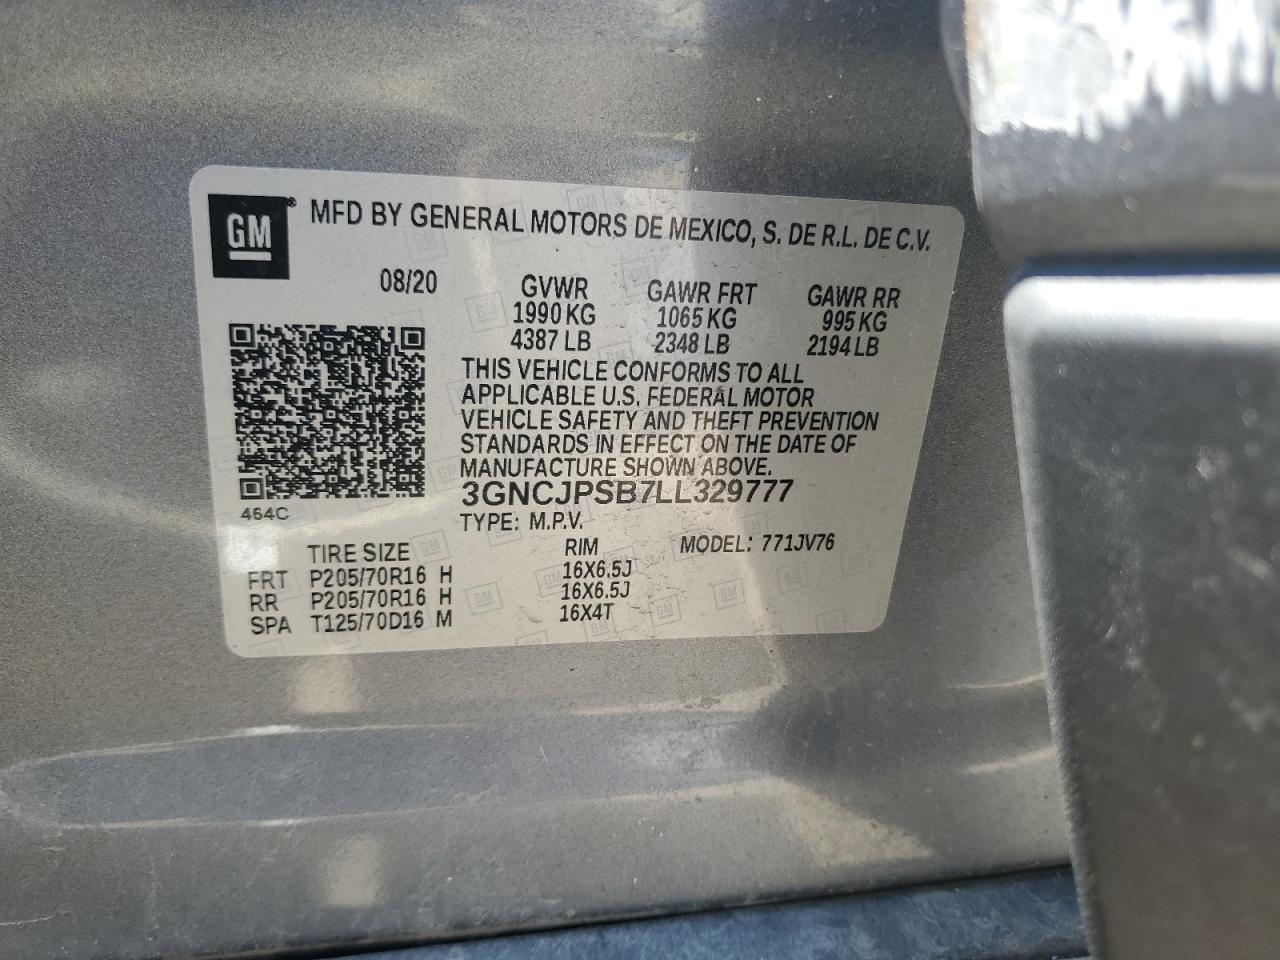 GM® MFD BY GENERAL MOTORS DE MEXICO, S. DE R.L. DE C.V.
08/20 GVWR GAWR FRT GAWR RR
1990 KG 1065 KG 995 KG
4387 LB 2348 LB 2194 LB
THIS VEHICLE CONFORMS TO ALL
APPLICABLE U.S. FEDERAL MOTOR
VEHICLE SAFETY AND THEFT PREVENTION
STANDARDS IN EFFECT ON THE DATE OF
MANUFACTURE SHOWN ABOVE.
3GNCJPSB7LL329777
464C
TYPE: M.P.V.
TIRE SIZE RIM MODEL: 771JV76
FRT P205/70R16 H 16X6.5J
RR P205/70R16 H 16X6.5J
SPA T125/70D16 M 16X4T